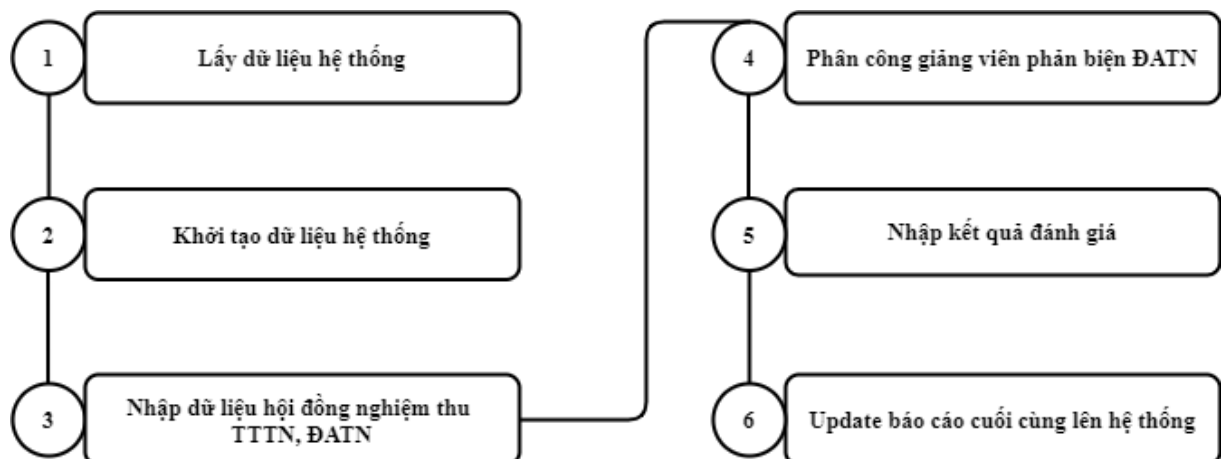 1
Lấy dữ liệu hệ thống
2
Khởi tạo dữ liệu hệ thống
3
Nhập dữ liệu hội đồng nghiệm thu
TTTN, ĐATN
4
Phân công giảng viên phản biện ĐATN
5
Nhập kết quả đánh giá
6
Update báo cáo cuối cùng lên hệ thống